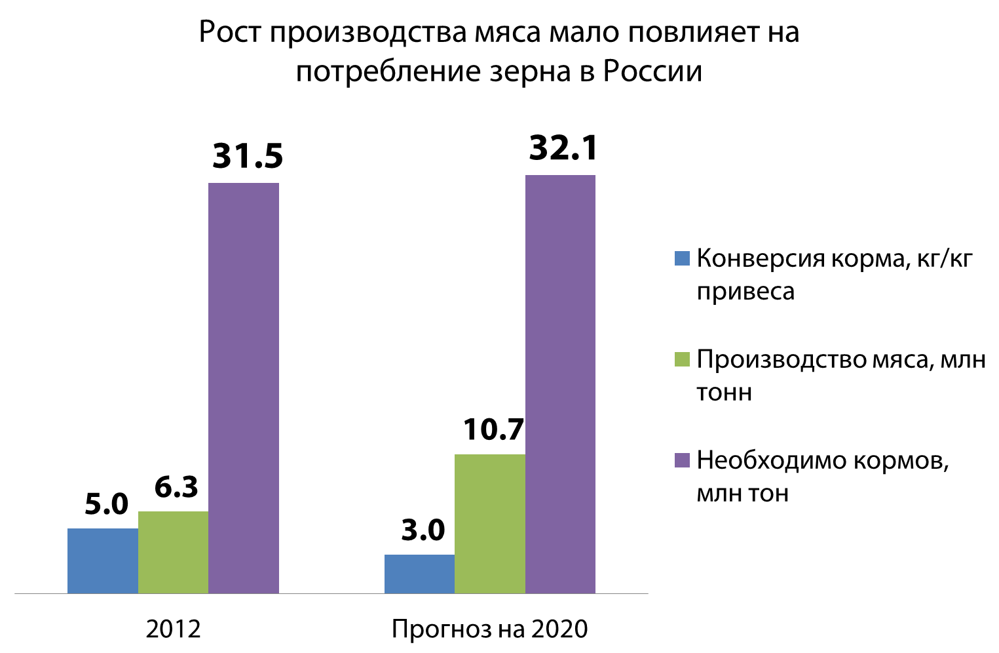 Рост производства мяса мало повлияет на
потребление зерна в России
31.5
32.1
10.7
6.3
5.0
3.0
Конверсия корма, кг/кг
привеса
Производство мяса, млн
тонн
Необходимо кормов,
млн тон
2012
Прогноз на 2020